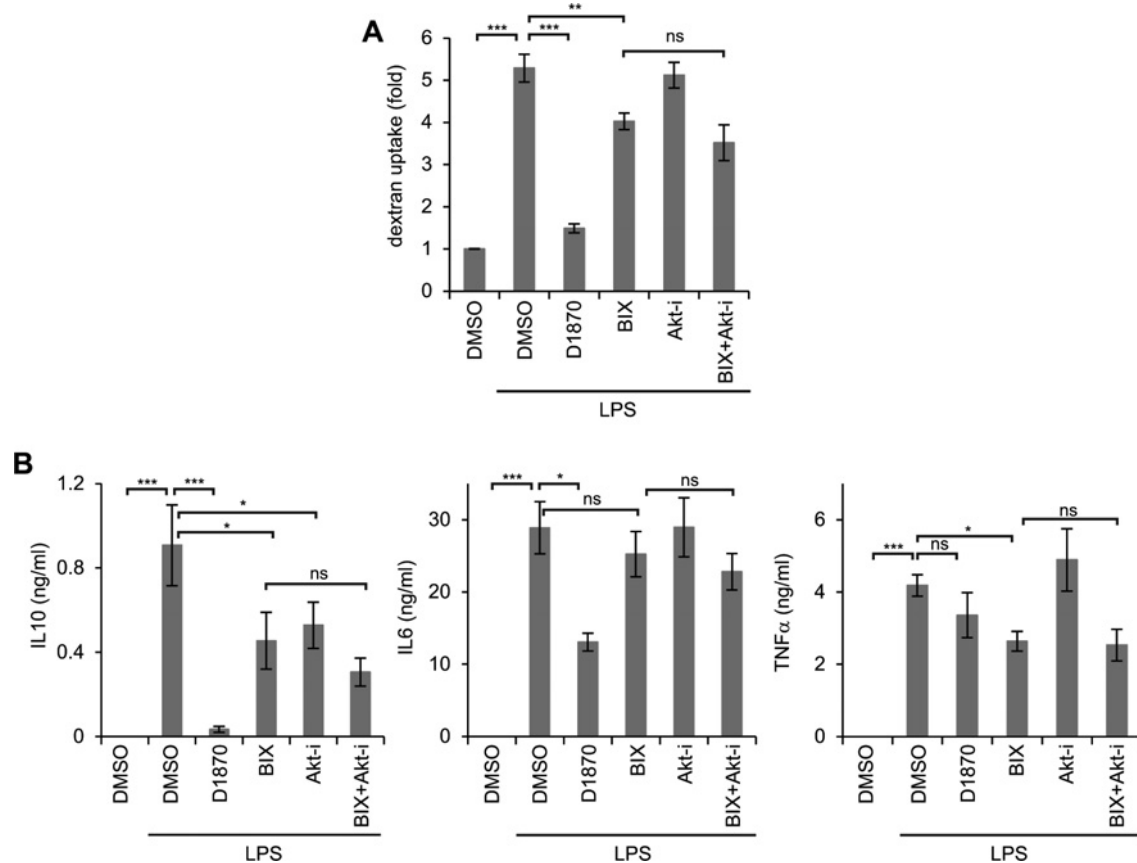 A
** 
*** ***
ns
6
5
4
3
2
1
0
dextran uptake (fold)
DMSO
DMSO
D1870
BIX
Akt-i
BIX+Akt-i
LPS
B
1.2
0.8
0.4
0
IL10 (ng/ml)
*** ***
*
*
ns
DMSO
DMSO
D1870
BIX
Akt-i
BIX+Akt-i
LPS
30
20
10
0
IL6 (ng/ml)
*** *
ns
ns
DMSO
DMSO
D1870
BIX
Akt-i
BIX+Akt-i
LPS
6
4
2
0
TNFα (ng/ml)
ns
*
*** ns
DMSO
DMSO
D1870
BIX
Akt-i
BIX+Akt-i
LPS